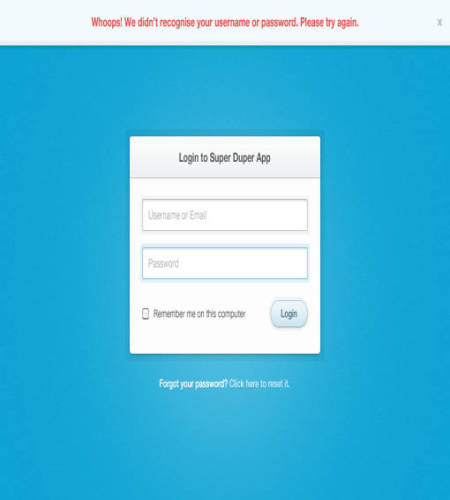 Whoops! We didn't recognise your username or password. Please try again.
x
Login to Super Duper App
Username or Email
Password
Remember me on this computer
Login
Forgot your password? Click here to reset it.